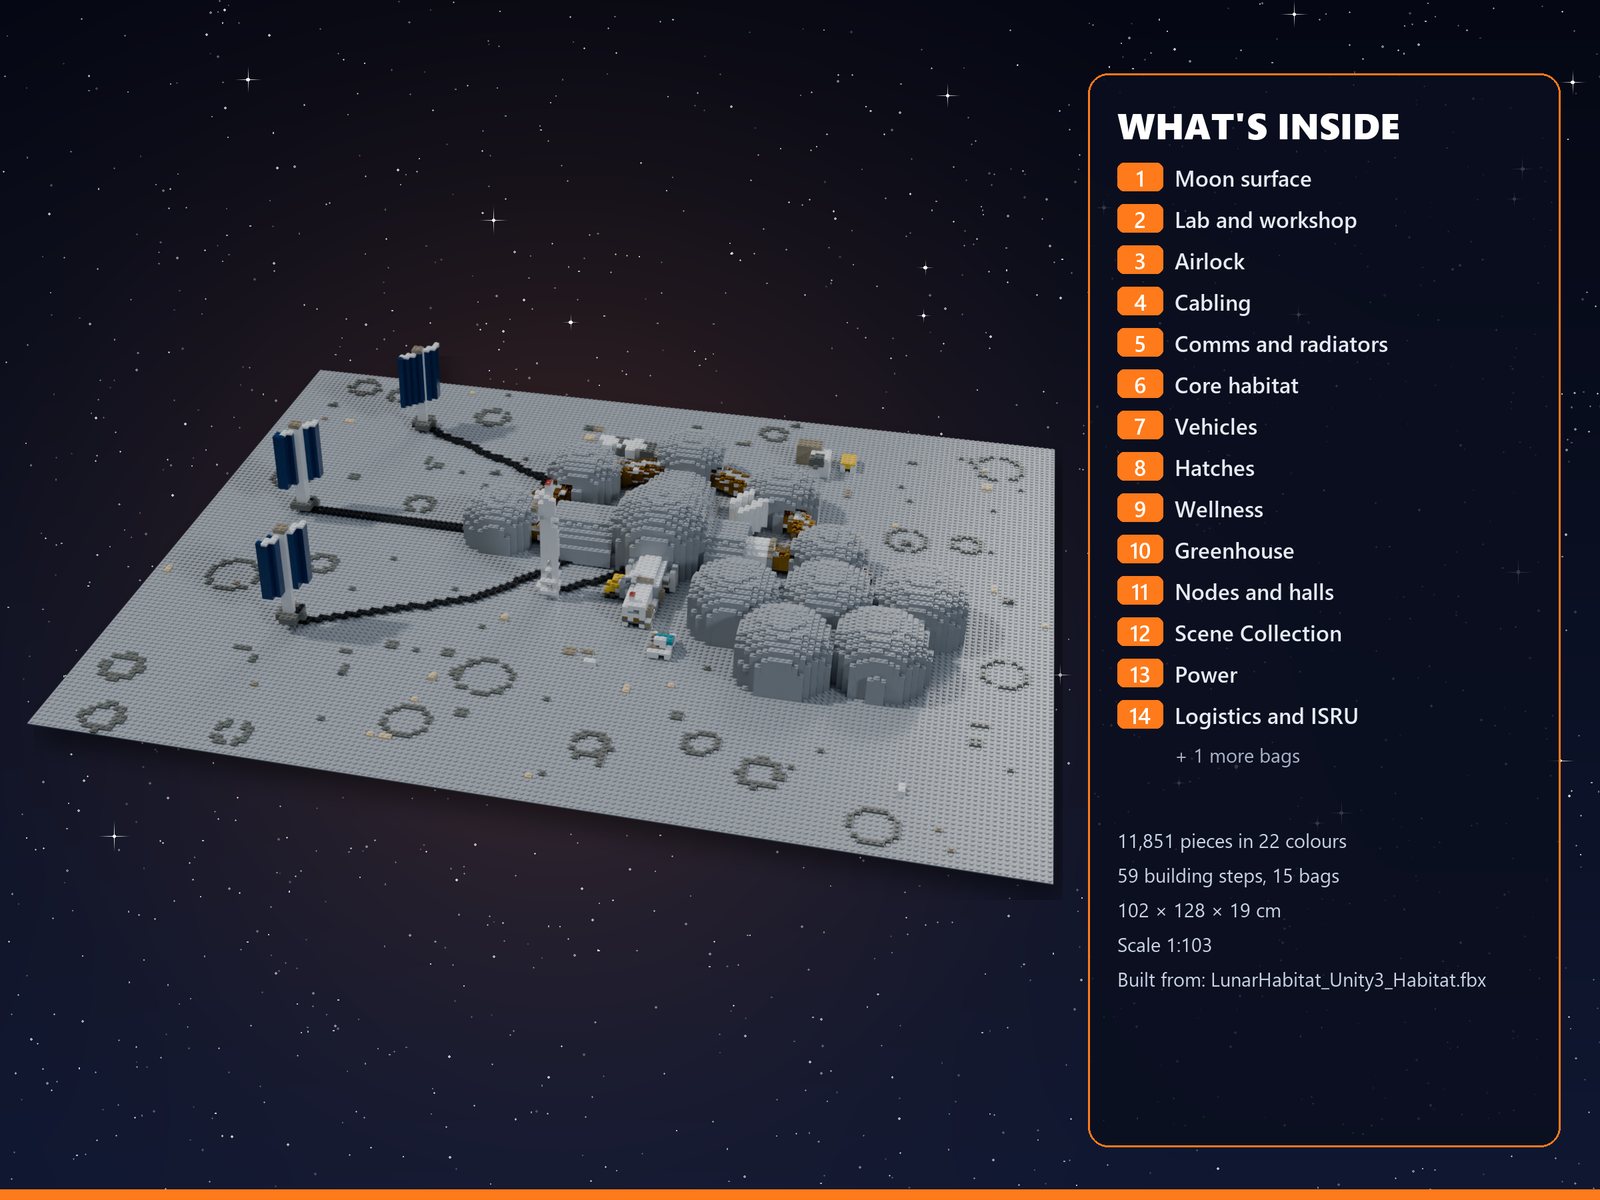 WHAT'S INSIDE
1 Moon surface
2 Lab and workshop
3 Airlock
4 Cabling
5 Comms and radiators
6 Core habitat
7 Vehicles
8 Hatches
9 Wellness
10 Greenhouse
11 Nodes and halls
12 Scene Collection
13 Power
14 Logistics and ISRU
+ 1 more bags
11,851 pieces in 22 colours
59 building steps, 15 bags
102 × 128 × 19 cm
Scale 1:103
Built from: LunarHabitat_Unity3_Habitat.fbx